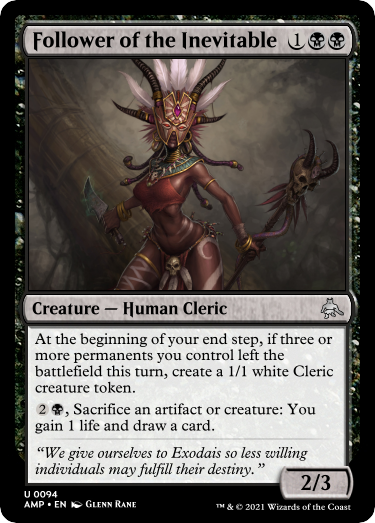 Follower of the Inevitable 1
Creature — Human Cleric
At the beginning of your end step, if three or
more permanents you control left the
battlefield this turn, create a 1/1 white Cleric
creature token.
2, Sacrifice an artifact or creature: You
gain 1 life and draw a card.
“We give ourselves to Exodais so less willing
individuals may fulfill their destiny.”
2/3
U 0094
AMP • EN Glenn Rane
™ & © 2021 Wizards of the Coast